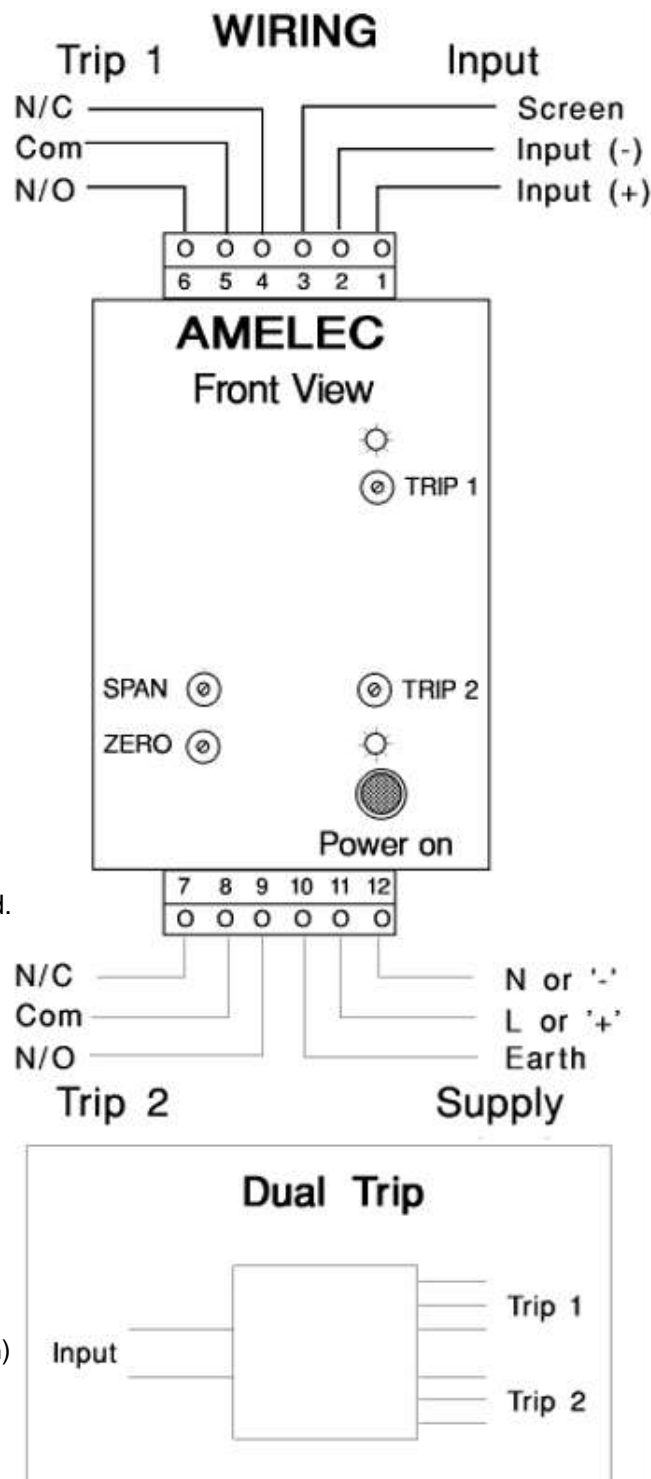 WIRING
Trip 1 Input
N/C Screen
Com Input (-)
N/O Input (+)
6 5 4 3 2 1
AMELEC
Front View
TRIP 1
SPAN TRIP 2
ZERO
Power on
7 8 9 10 11 12
d.
N/C N or '-'
Com L or '+'
N/O Earth
Trip 2 Supply
Dual Trip
Trip 1
)
Input
Trip 2